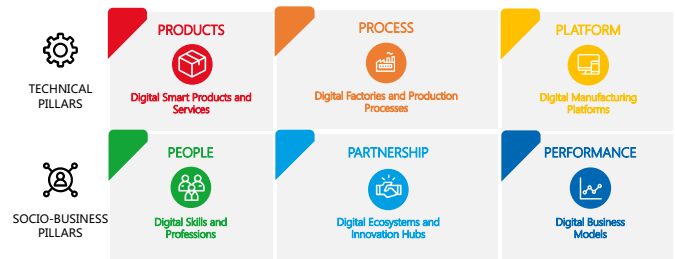 TECHNICAL
PILLARS
PRODUCTS
Digital Smart Products and
Services
PROCESS
Digital Factories and Production
Processes
PLATFORM
Digital Manufacturing
Platforms
SOCIO-BUSINESS
PILLARS
PEOPLE
Digital Skills and
Professions
PARTNERSHIP
Digital Ecosystems and
Innovation Hubs
PERFORMANCE
Digital Business
Models